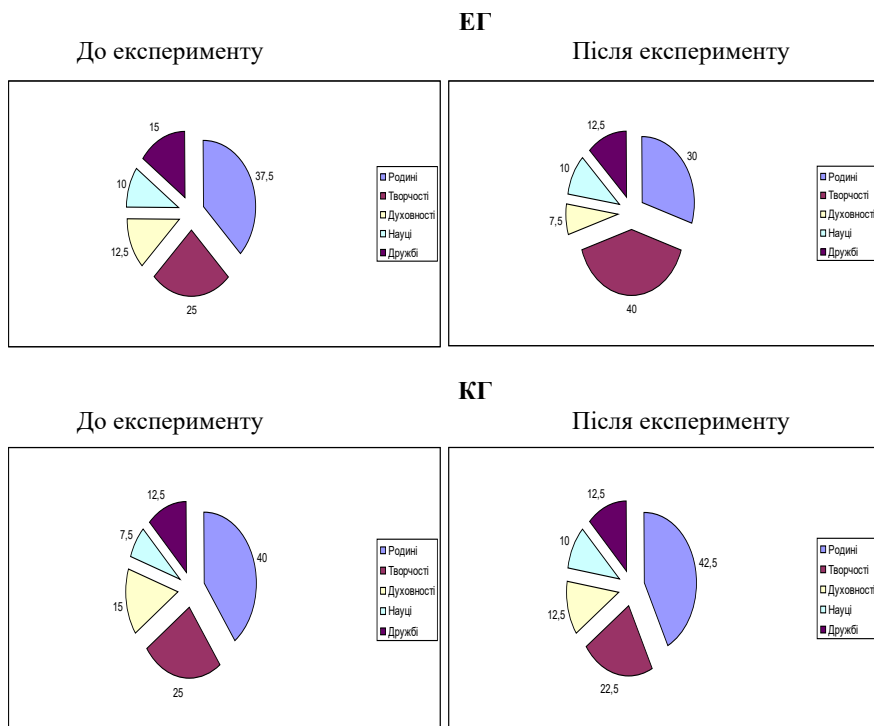 ЕГ
До експерименту
Після експерименту
15
37,5
10
12,5
25
Родині
Творчості
Духовності
Науці
Дружбі
12,5
30
10
7,5
40
Родині
Творчості
Духовності
Науці
Дружбі
КГ
До експерименту
Після експерименту
12,5
7,5
40
15
25
Родині
Творчості
Духовності
Науці
Дружбі
12,5
10
42,5
12,5
22,5
Родині
Творчості
Духовності
Науці
Дружбі